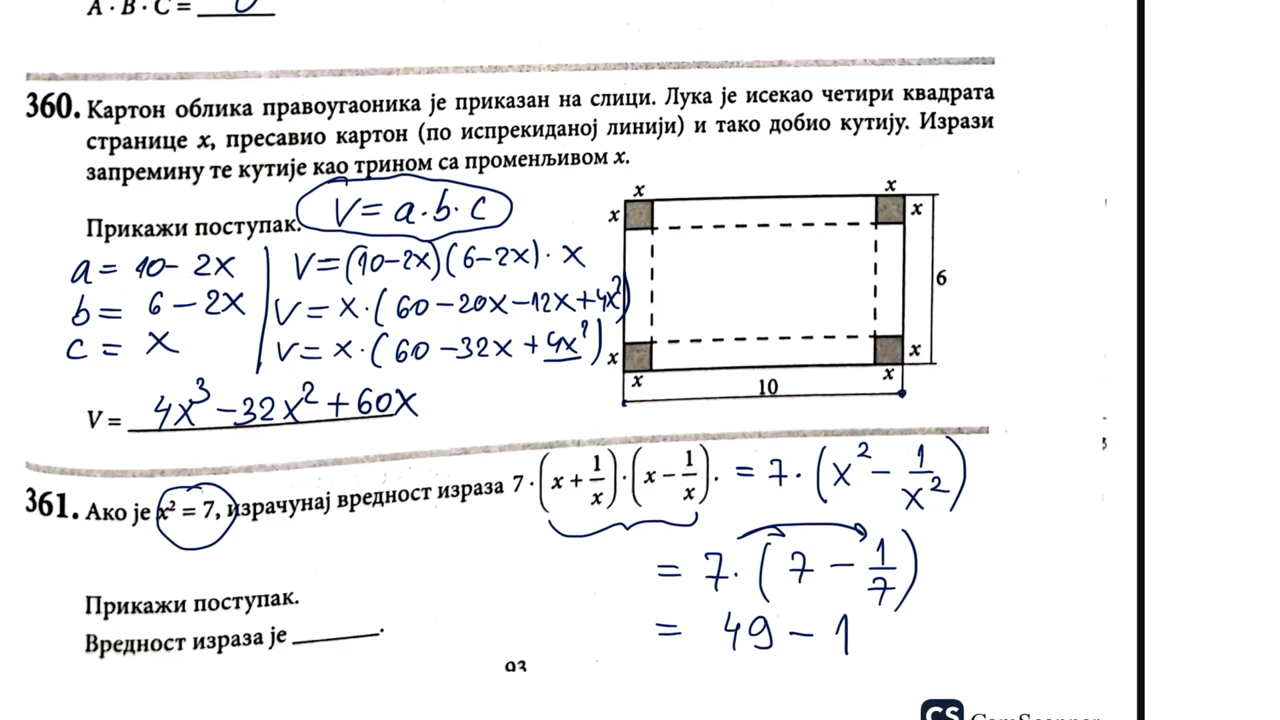 A · B · C =
360. Картон облика правоугаоника је приказан на слици. Лука је исекао четири квадрата
странице x, пресавио картон (по испрекиданој линији) и тако добио кутију. Изрази
запремину те кутије као трином са променљивом x.
Прикажи поступак. V = a·b·c
a = 10 - 2x
b = 6 - 2x
c = x
V = (10-2x)(6-2x)·x
V = x·(60-20x-12x+4x²)
V = x·(60-32x+4x²)
V = 4x³ -32x² +60x
x x
x x
6
x x
x x
10
361. Ако је x² = 7, израчунај вредност израза 7 · (x + 1/x) · (x − 1/x). = 7·(x² − 1/x²)
= 7·(7 − 1/7)
= 49 − 1
Прикажи поступак.
Вредност израза је ______.
93
CS